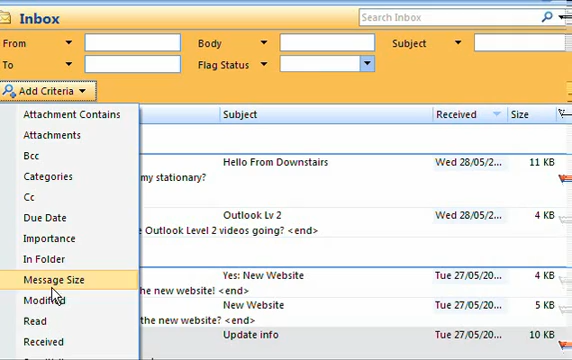 Inbox
Search Inbox
From
Body
Subject
To
Flag Status
Add Criteria
Attachment Contains
Attachments
Bcc
Categories
Cc
Due Date
Importance
In Folder
Message Size
Modified
Read
Received
Subject Received Size
Hello From Downstairs Wed 28/05/2... 11 KB
my stationary?
Outlook Lv 2 Wed 28/05/2... 4 KB
e Outlook Level 2 videos going? <end>
Yes: New Website Tue 27/05/20... 4 KB
the new website! <end>
New Website Tue 27/05/20... 5 KB
the new website? <end>
Update info Tue 27/05/20... 10 KB